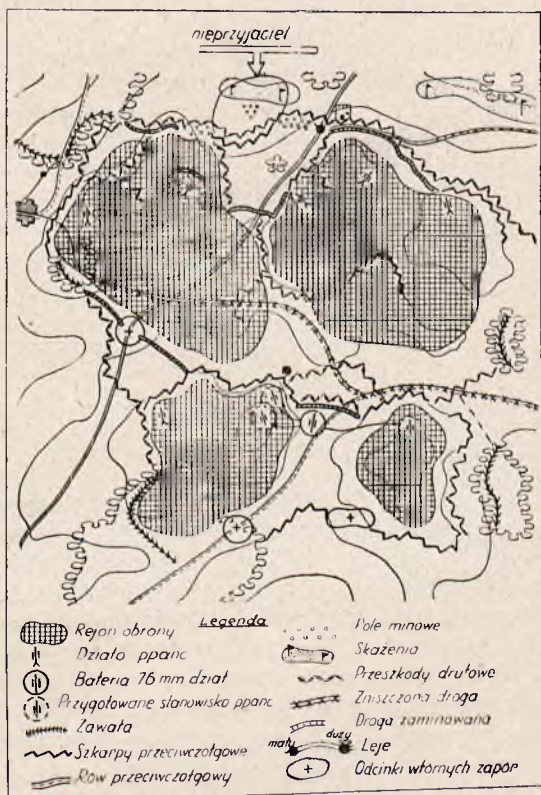 nieprzyjaciel
Legenda
Rejon obrony
Działo ppanc
Bateria 76 mm dział
Przygotowane stanowisko ppanc
Zawała
Szkarpy przeciwczołgowe
Rów przeciwczołgowy
Pole minowe
Skażenia
Przeszkody drutowe
Zniszczona droga
Droga zaminowana
mały duży Leje
Odcinki wtórnych zapór